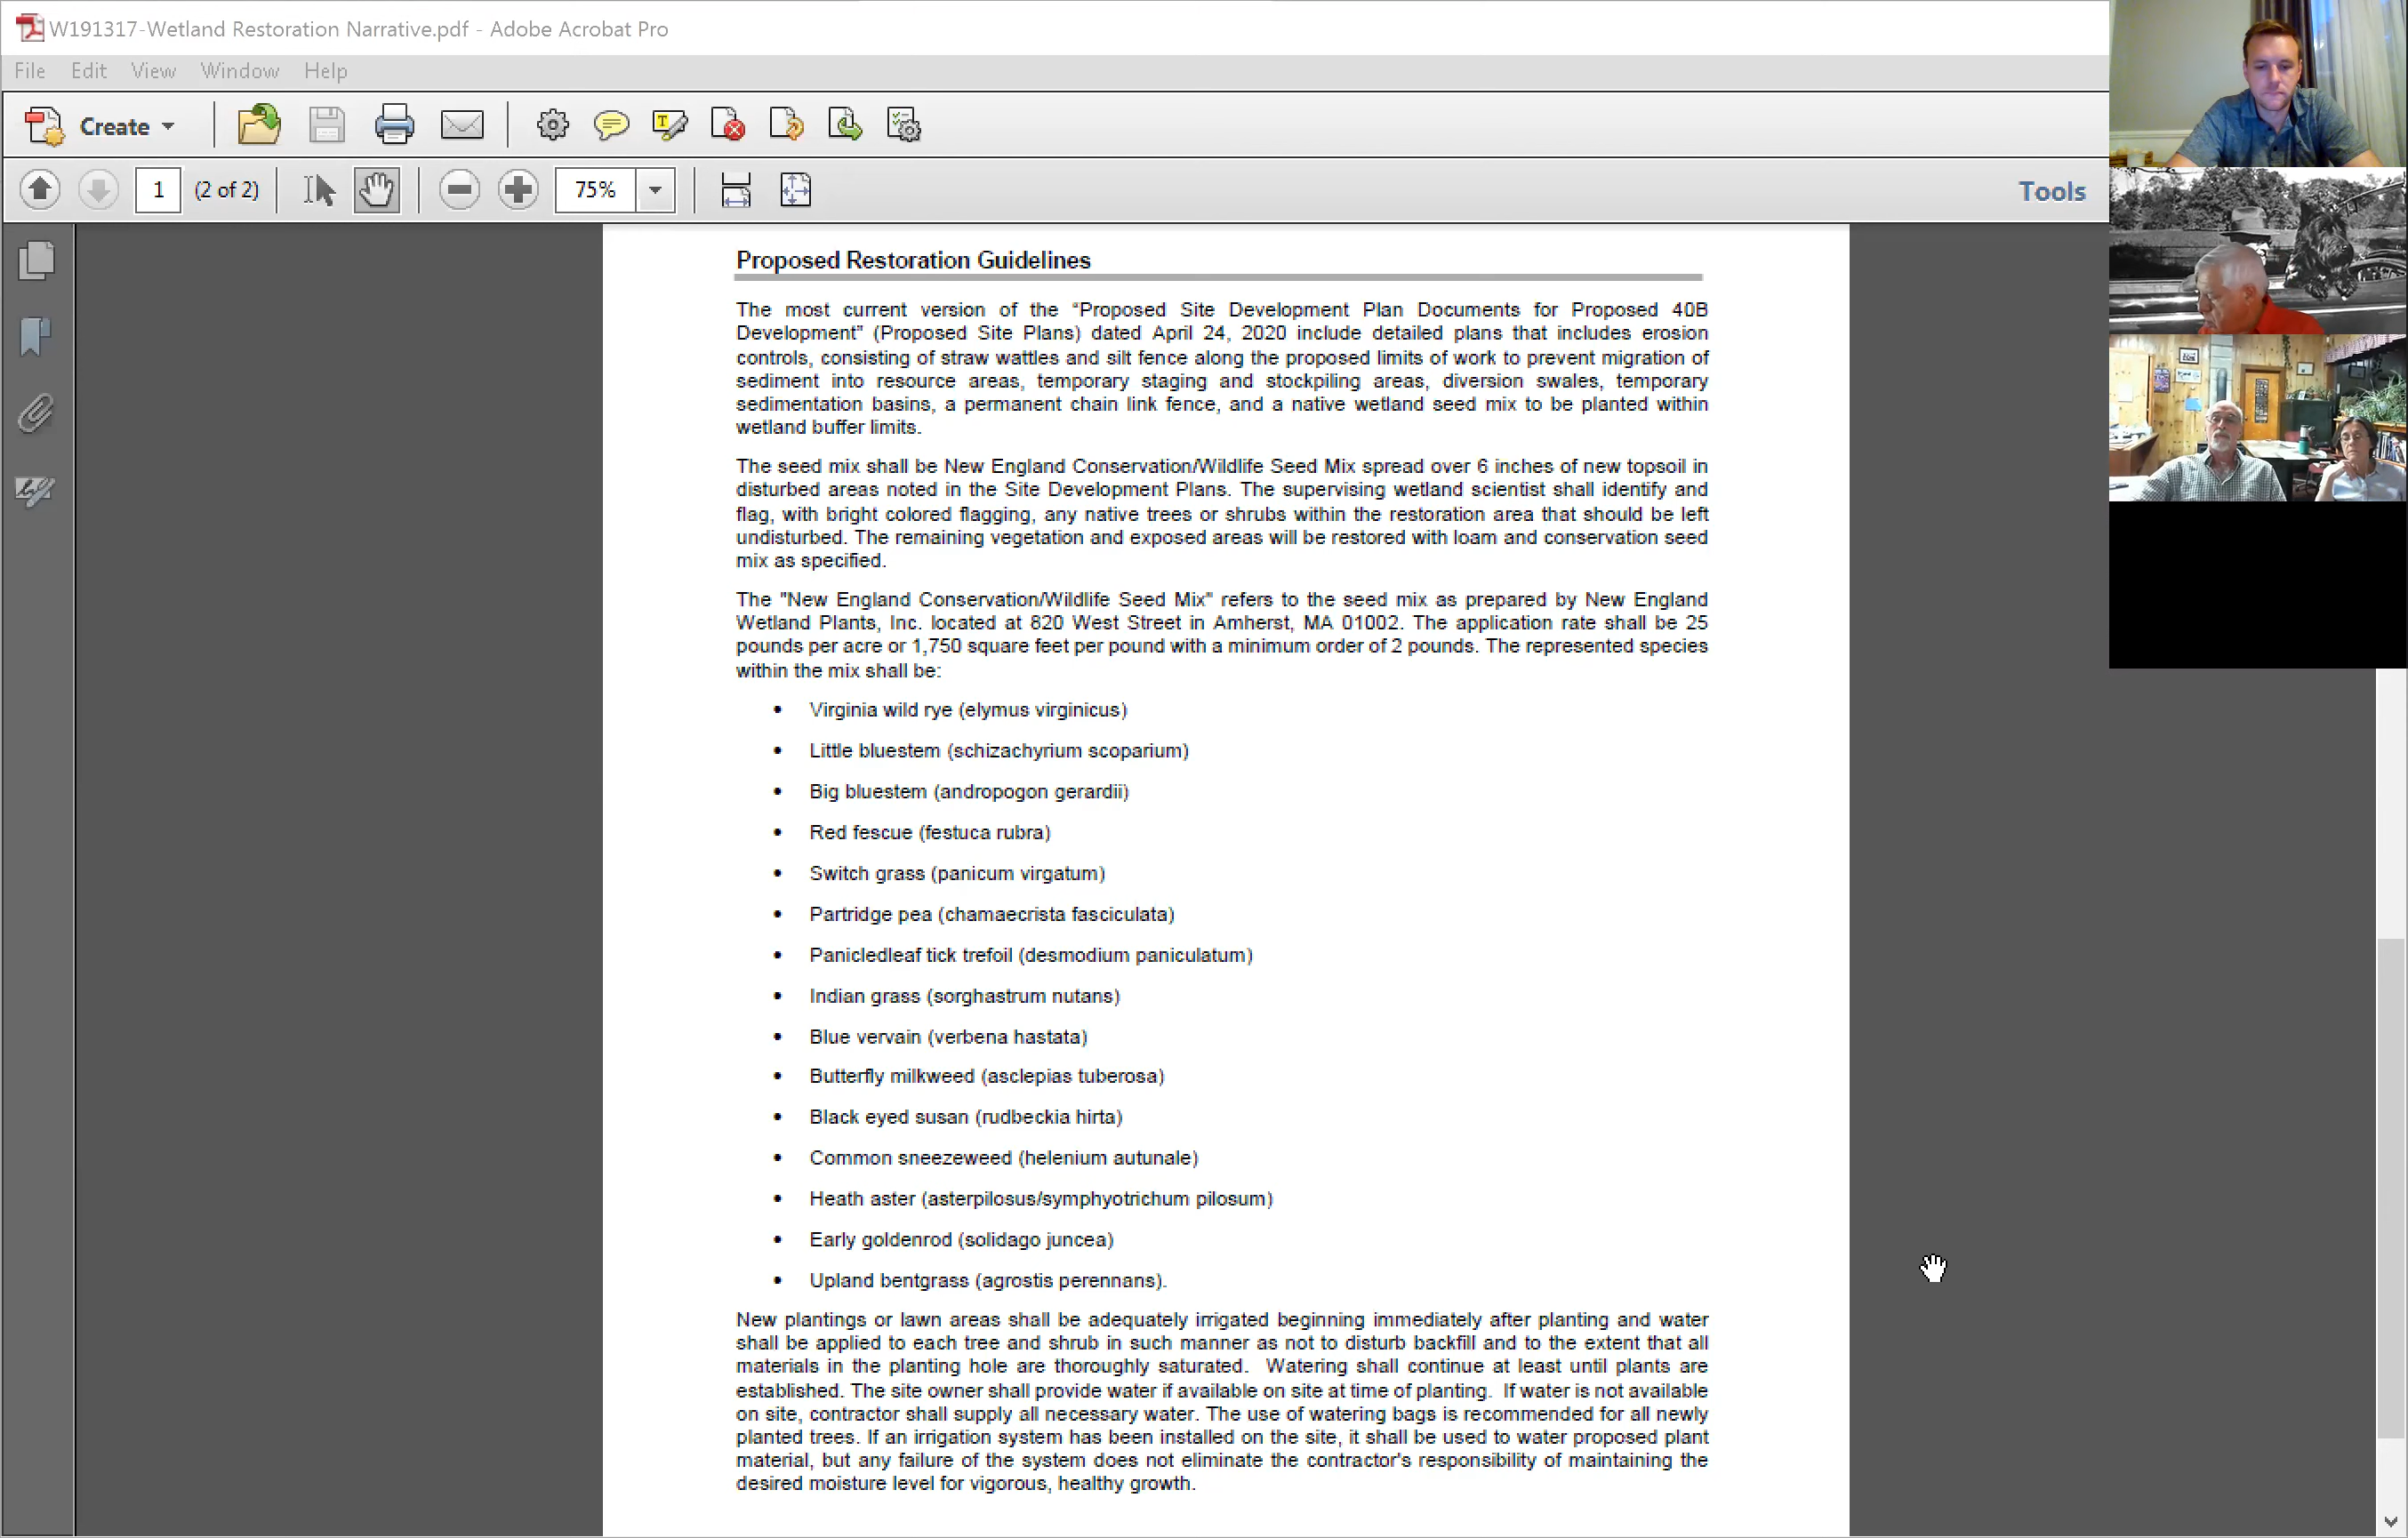 W191317-Wetland Restoration Narrative.pdf - Adobe Acrobat Pro
File Edit View Window Help
Create
1 (2 of 2) 75% Tools
Proposed Restoration Guidelines
The most current version of the “Proposed Site Development Plan Documents for Proposed 40B
Development” (Proposed Site Plans) dated April 24, 2020 include detailed plans that includes erosion
controls, consisting of straw wattles and silt fence along the proposed limits of work to prevent migration of
sediment into resource areas, temporary staging and stockpiling areas, diversion swales, temporary
sedimentation basins, a permanent chain link fence, and a native wetland seed mix to be planted within
wetland buffer limits.
The seed mix shall be New England Conservation/Wildlife Seed Mix spread over 6 inches of new topsoil in
disturbed areas noted in the Site Development Plans. The supervising wetland scientist shall identify and
flag, with bright colored flagging, any native trees or shrubs within the restoration area that should be left
undisturbed. The remaining vegetation and exposed areas will be restored with loam and conservation seed
mix as specified.
The "New England Conservation/Wildlife Seed Mix" refers to the seed mix as prepared by New England
Wetland Plants, Inc. located at 820 West Street in Amherst, MA 01002. The application rate shall be 25
pounds per acre or 1,750 square feet per pound with a minimum order of 2 pounds. The represented species
within the mix shall be:
• Virginia wild rye (elymus virginicus)
• Little bluestem (schizachyrium scoparium)
• Big bluestem (andropogon gerardii)
• Red fescue (festuca rubra)
• Switch grass (panicum virgatum)
• Partridge pea (chamaecrista fasciculata)
• Panicledleaf tick trefoil (desmodium paniculatum)
• Indian grass (sorghastrum nutans)
• Blue vervain (verbena hastata)
• Butterfly milkweed (asclepias tuberosa)
• Black eyed susan (rudbeckia hirta)
• Common sneezeweed (helenium autunale)
• Heath aster (asterpilosus/symphyotrichum pilosum)
• Early goldenrod (solidago juncea)
• Upland bentgrass (agrostis perennans).
New plantings or lawn areas shall be adequately irrigated beginning immediately after planting and water
shall be applied to each tree and shrub in such manner as not to disturb backfill and to the extent that all
materials in the planting hole are thoroughly saturated. Watering shall continue at least until plants are
established. The site owner shall provide water if available on site at time of planting. If water is not available
on site, contractor shall supply all necessary water. The use of watering bags is recommended for all newly
planted trees. If an irrigation system has been installed on the site, it shall be used to water proposed plant
material, but any failure of the system does not eliminate the contractor's responsibility of maintaining the
desired moisture level for vigorous, healthy growth.